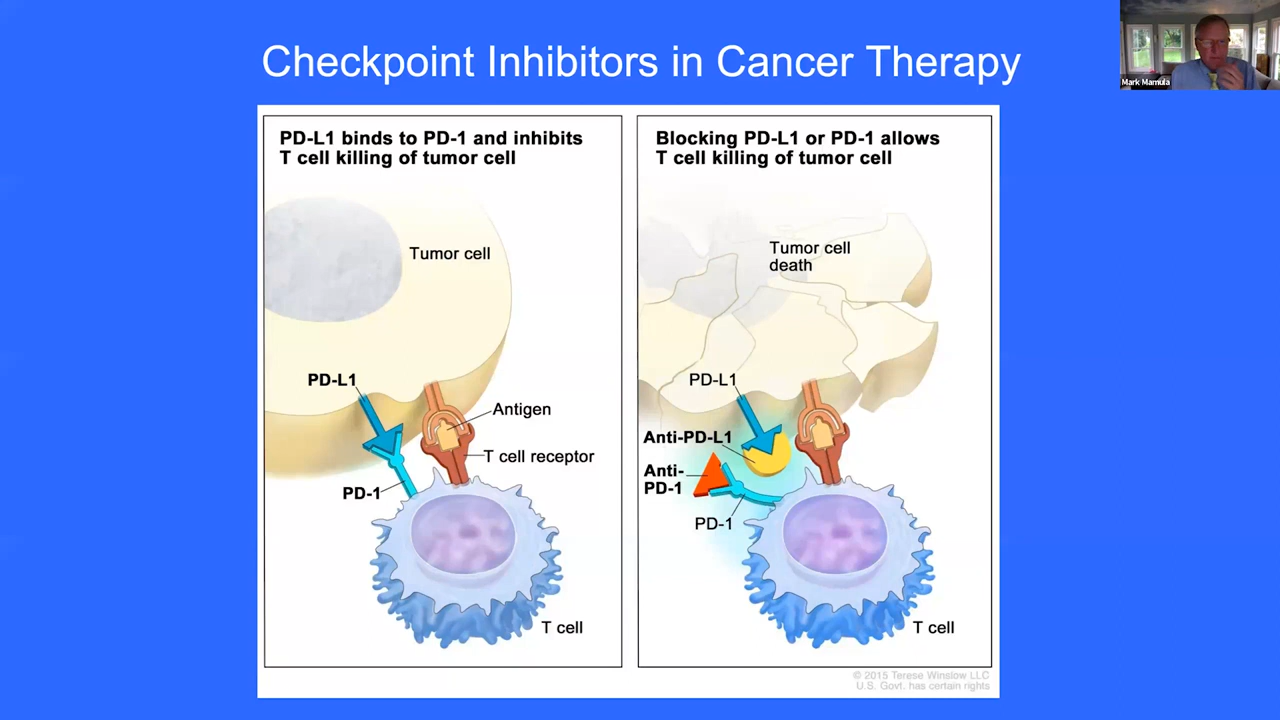 Checkpoint Inhibitors in Cancer Therapy
Mark Mamula
PD-L1 binds to PD-1 and inhibits
T cell killing of tumor cell
Tumor cell
PD-L1
Antigen
T cell receptor
PD-1
T cell
Blocking PD-L1 or PD-1 allows
T cell killing of tumor cell
Tumor cell
death
PD-L1
Anti-PD-L1
Anti-
PD-1
PD-1
T cell
© 2015 Terese Winslow LLC
U.S. Govt. has certain rights